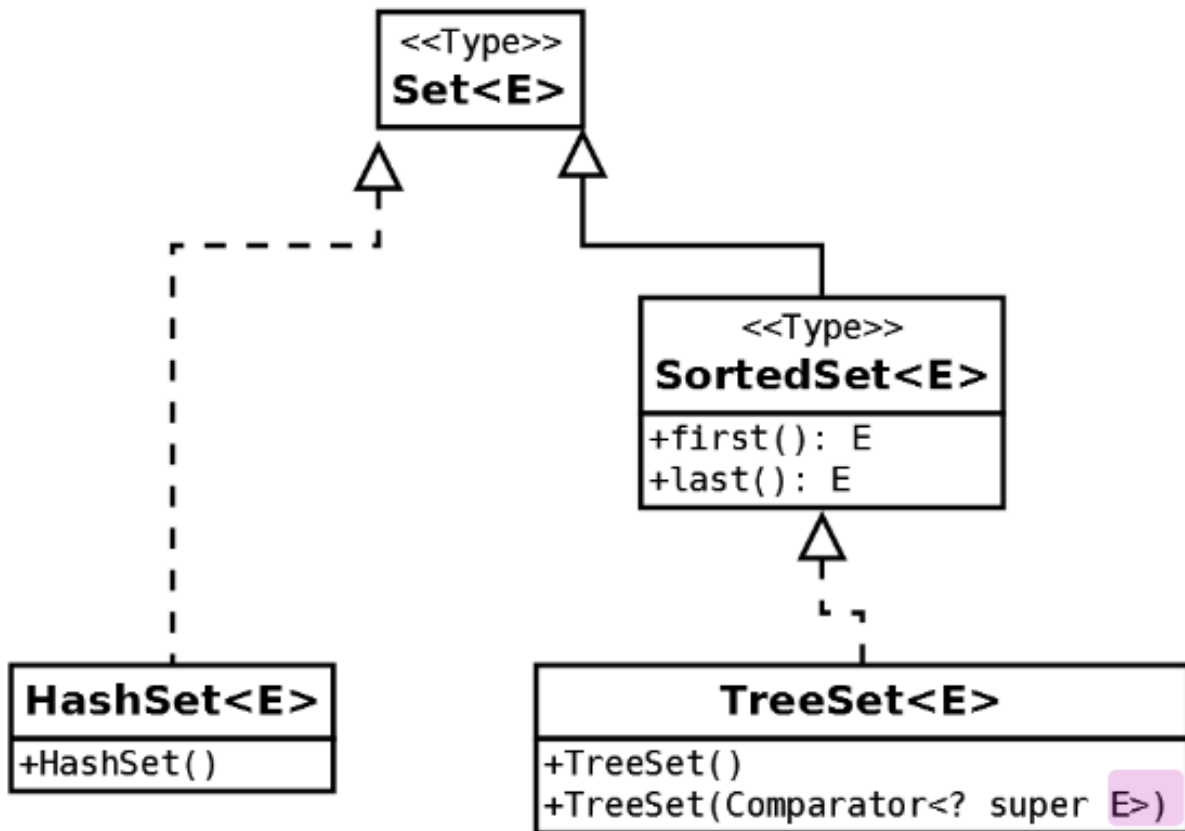 <<Type>>
Set<E>
<<Type>>
SortedSet<E>
+first(): E
+last(): E
HashSet<E>
+HashSet()
TreeSet<E>
+TreeSet()
+TreeSet(Comparator<? super E>)